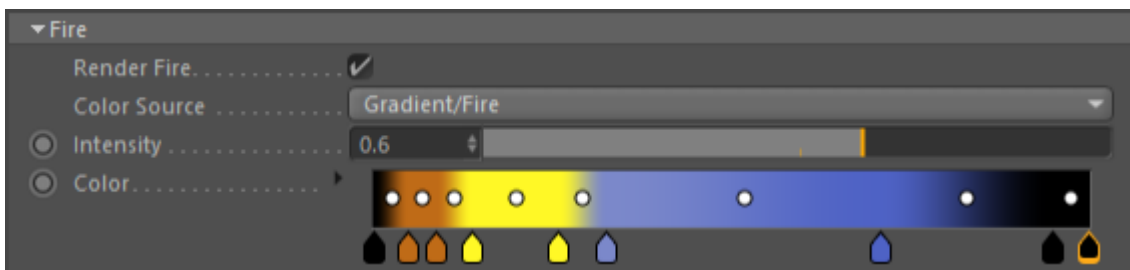 Fire
Render Fire. . . . . . . . . . . . .
Color Source . . . . . . . . . . . Gradient/Fire
Intensity . . . . . . . . . . . . . . . 0.6
Color. . . . . . . . . . . . . . . .